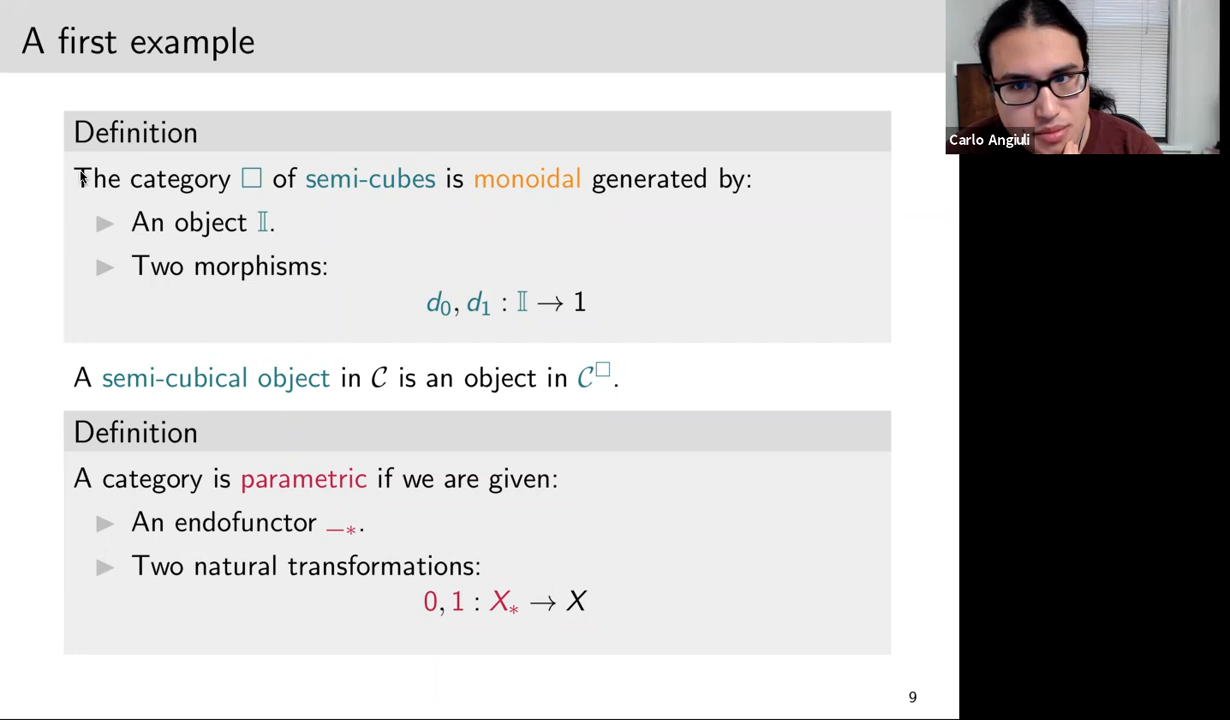 A first example
Carlo Angiuli
Definition
The category □ of semi-cubes is monoidal generated by:
▶ An object 𝕀.
▶ Two morphisms:
d₀, d₁ : 𝕀 → 1
A semi-cubical object in 𝒞 is an object in 𝒞^□.
Definition
A category is parametric if we are given:
▶ An endofunctor _∗.
▶ Two natural transformations:
0, 1 : X∗ → X
9